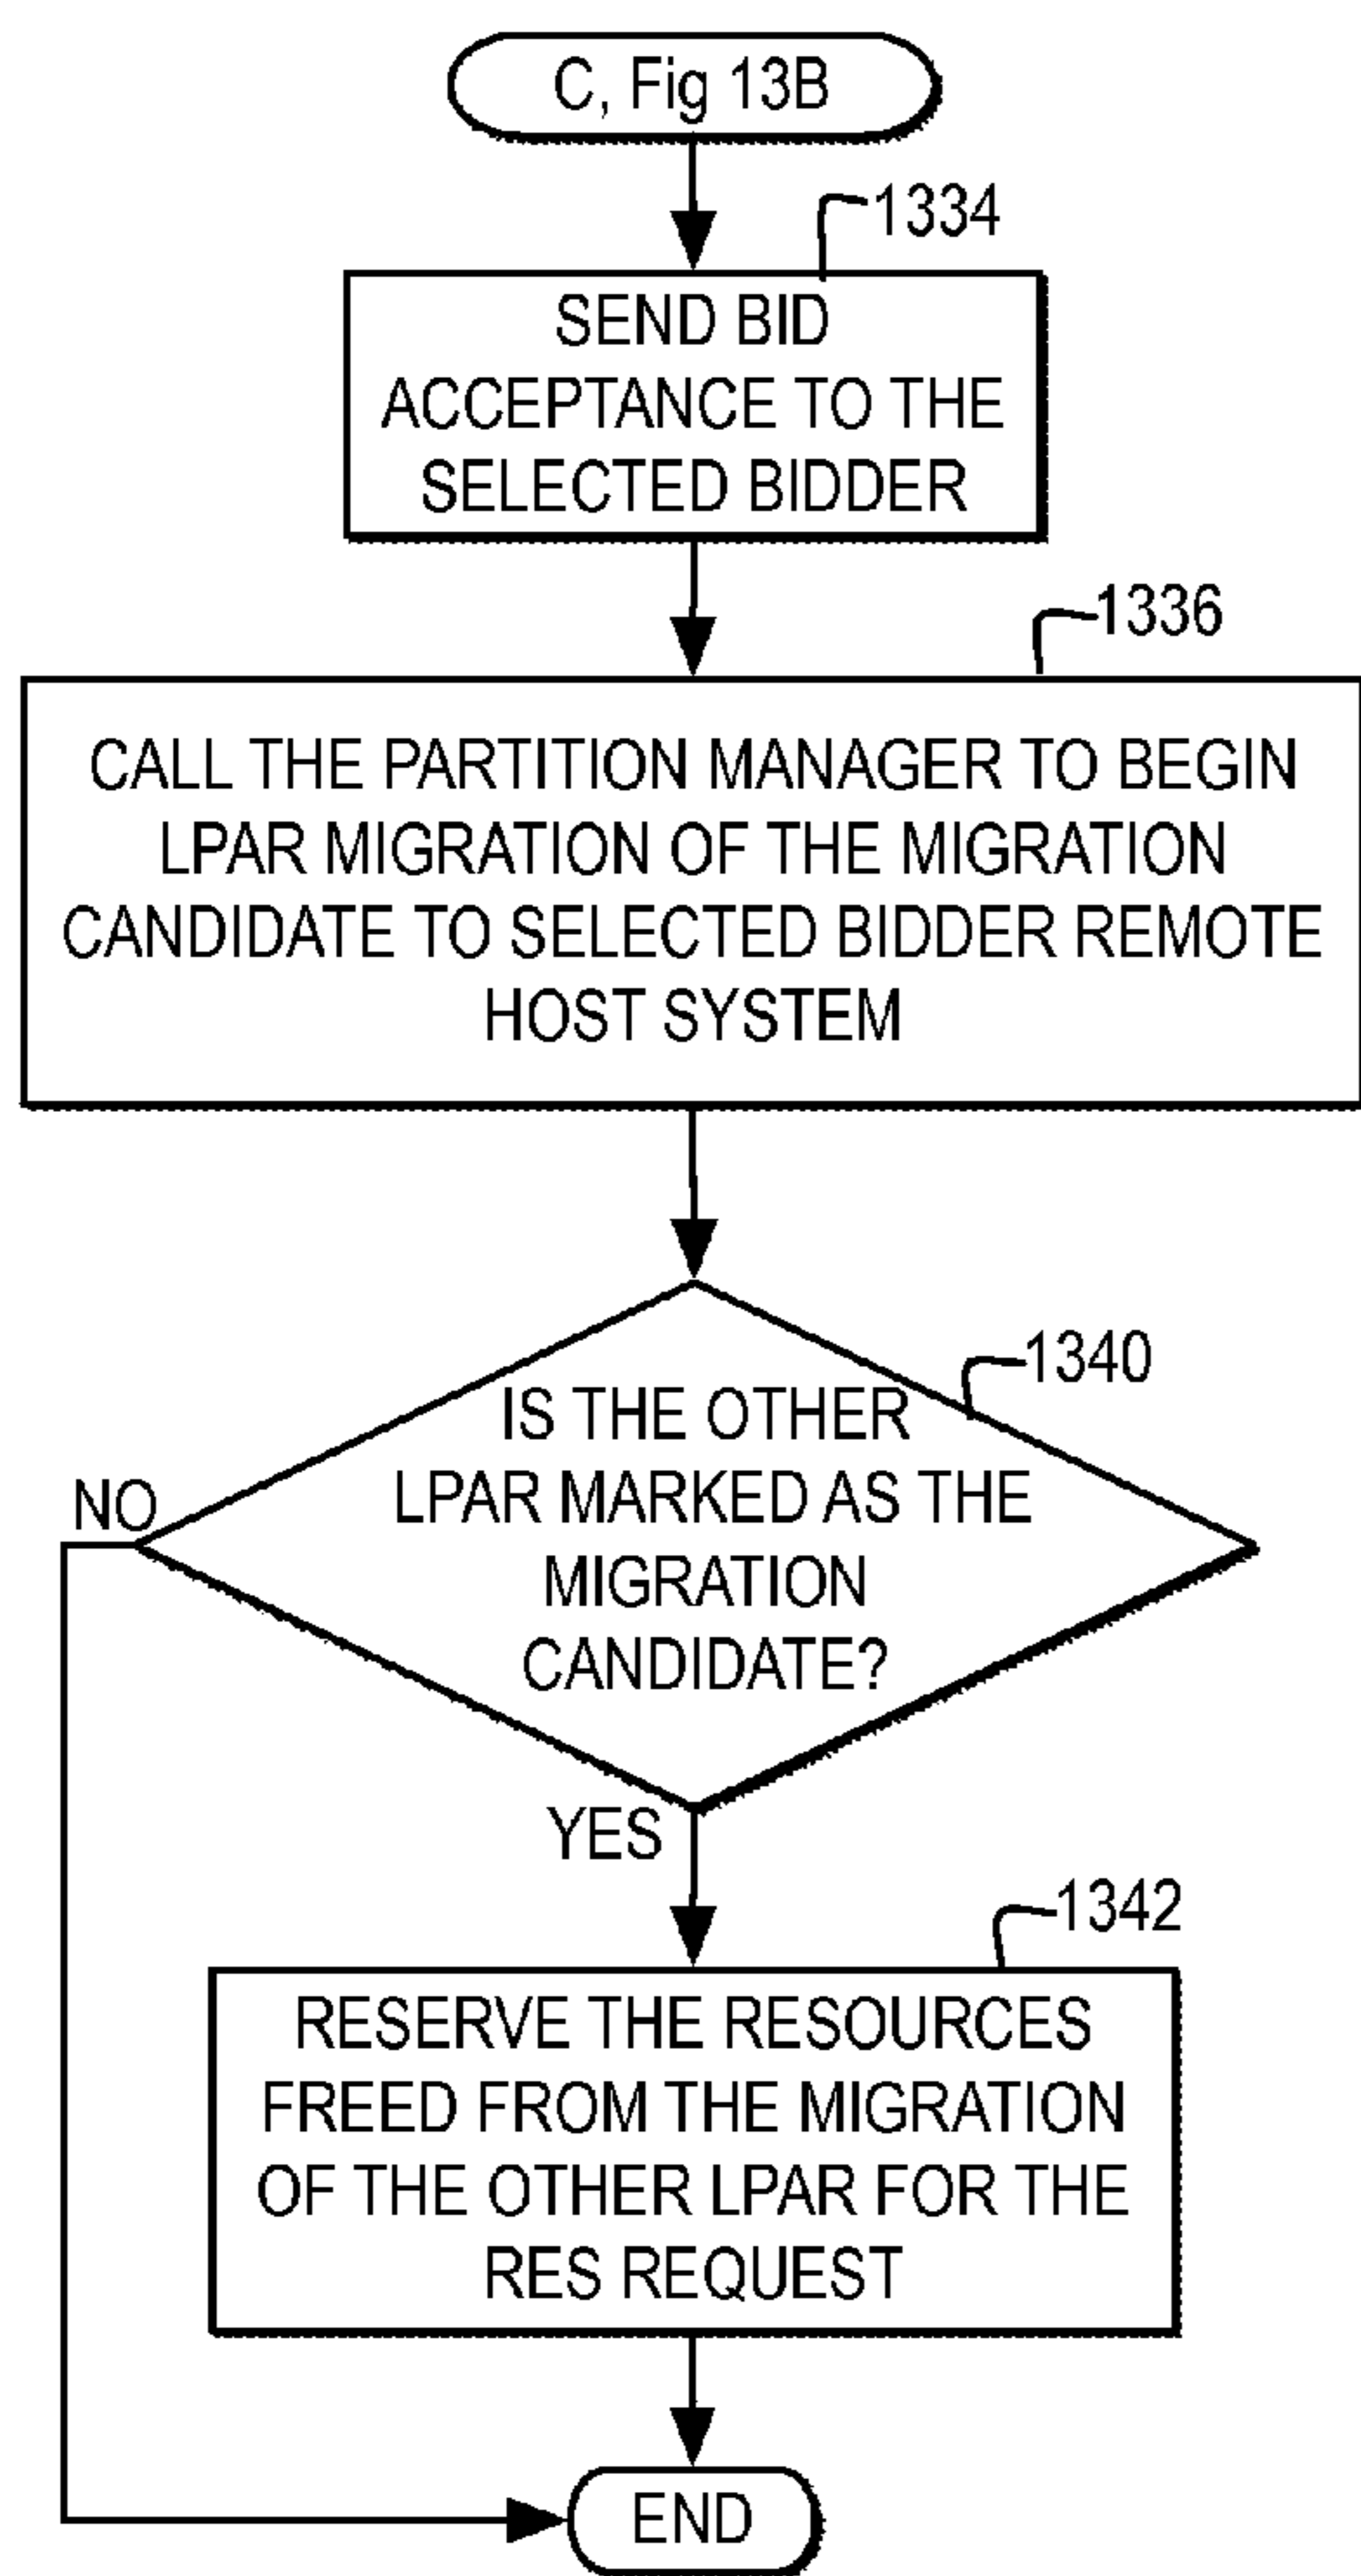 C, Fig 13B
1334
SEND BID
ACCEPTANCE TO THE
SELECTED BIDDER
1336
CALL THE PARTITION MANAGER TO BEGIN
LPAR MIGRATION OF THE MIGRATION
CANDIDATE TO SELECTED BIDDER REMOTE
HOST SYSTEM
1340
IS THE OTHER
LPAR MARKED AS THE
MIGRATION
CANDIDATE?
NO
YES
1342
RESERVE THE RESOURCES
FREED FROM THE MIGRATION
OF THE OTHER LPAR FOR THE
RES REQUEST
END